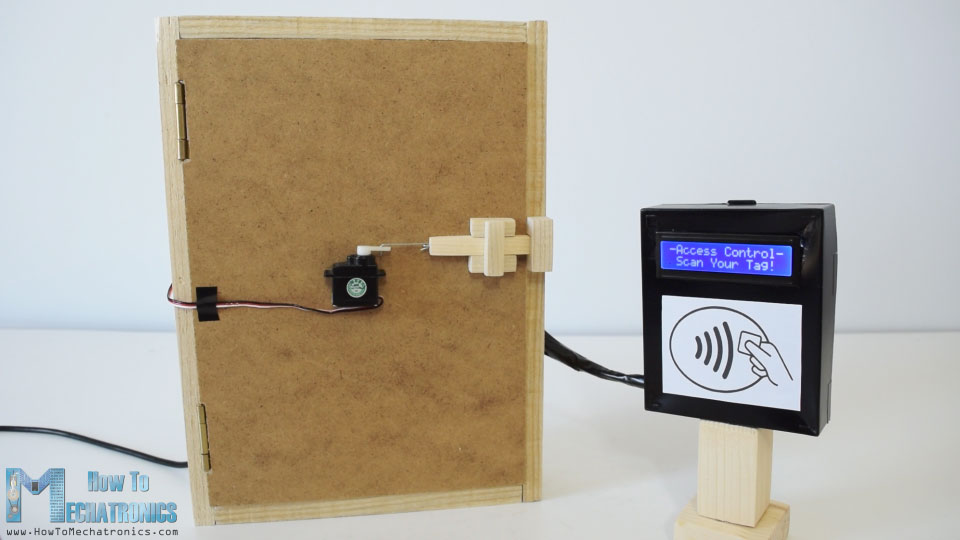 -Access Control-
Scan Your Tag!
How To
MECHATRONICS
www.HowToMechatronics.com